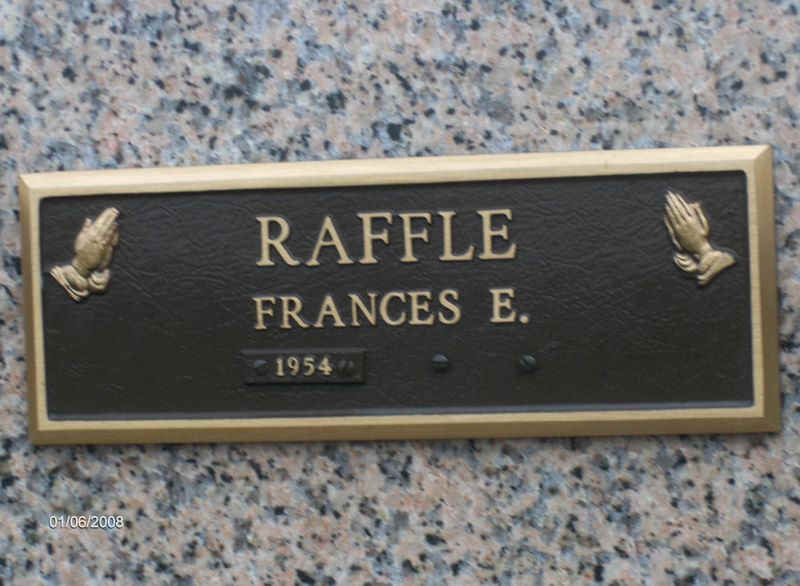 RAFFLE
FRANCES E.
1954
01/06/2008